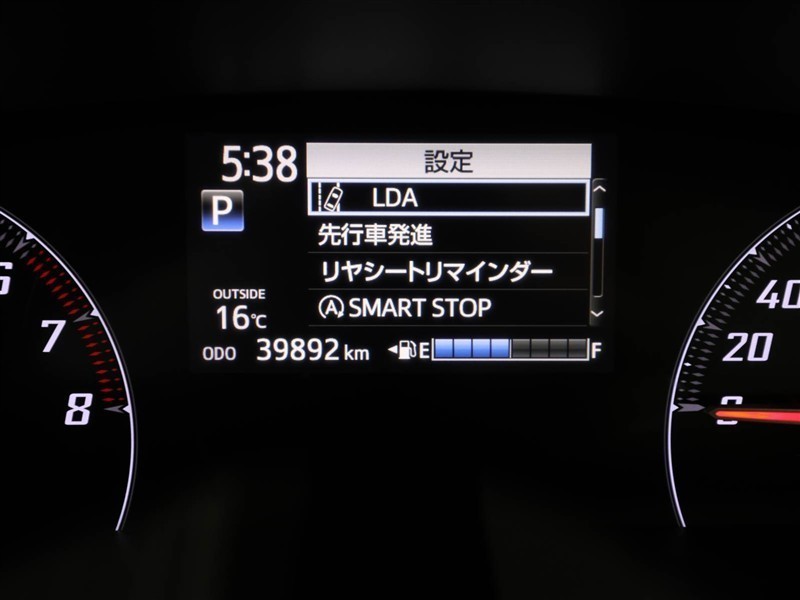 5:38
設定
P
LDA
先行車発進
リヤシートリマインダー
SMART STOP
OUTSIDE
16℃
ODO 39892 km
E F
6
7
8
40
20
0